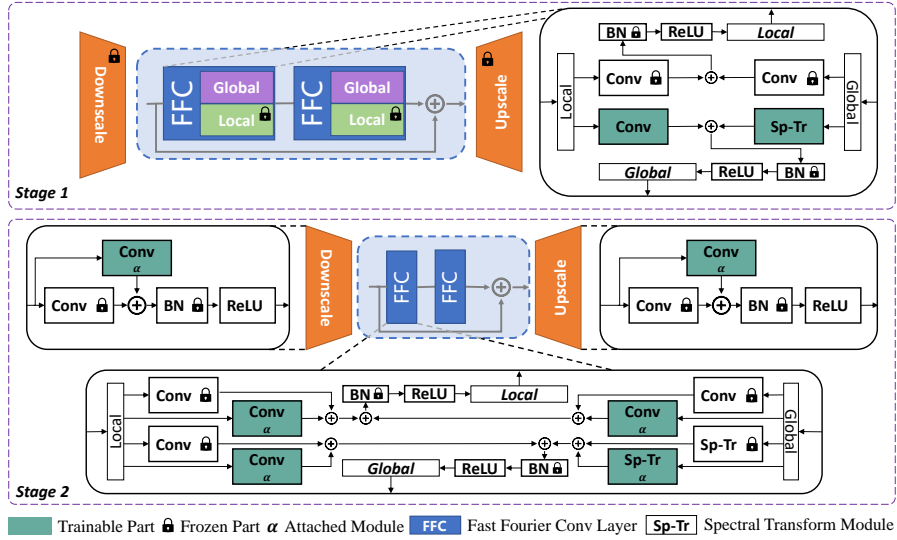 Downscale
FFC
Global
Local
FFC
Global
Local
Upscale
Stage 1
BN
ReLU
Local
Local
Conv
Conv
Global
Conv
Sp-Tr
Global
ReLU
BN
Conv
α
Conv
BN
ReLU
Downscale
FFC
FFC
Upscale
Conv
α
Conv
BN
ReLU
Local
Conv
BN
ReLU
Local
Conv
Global
Conv
α
Conv
α
Conv
Sp-Tr
Conv
α
Global
ReLU
BN
Sp-Tr
α
Stage 2
Trainable Part Frozen Part α Attached Module FFC Fast Fourier Conv Layer Sp-Tr Spectral Transform Module